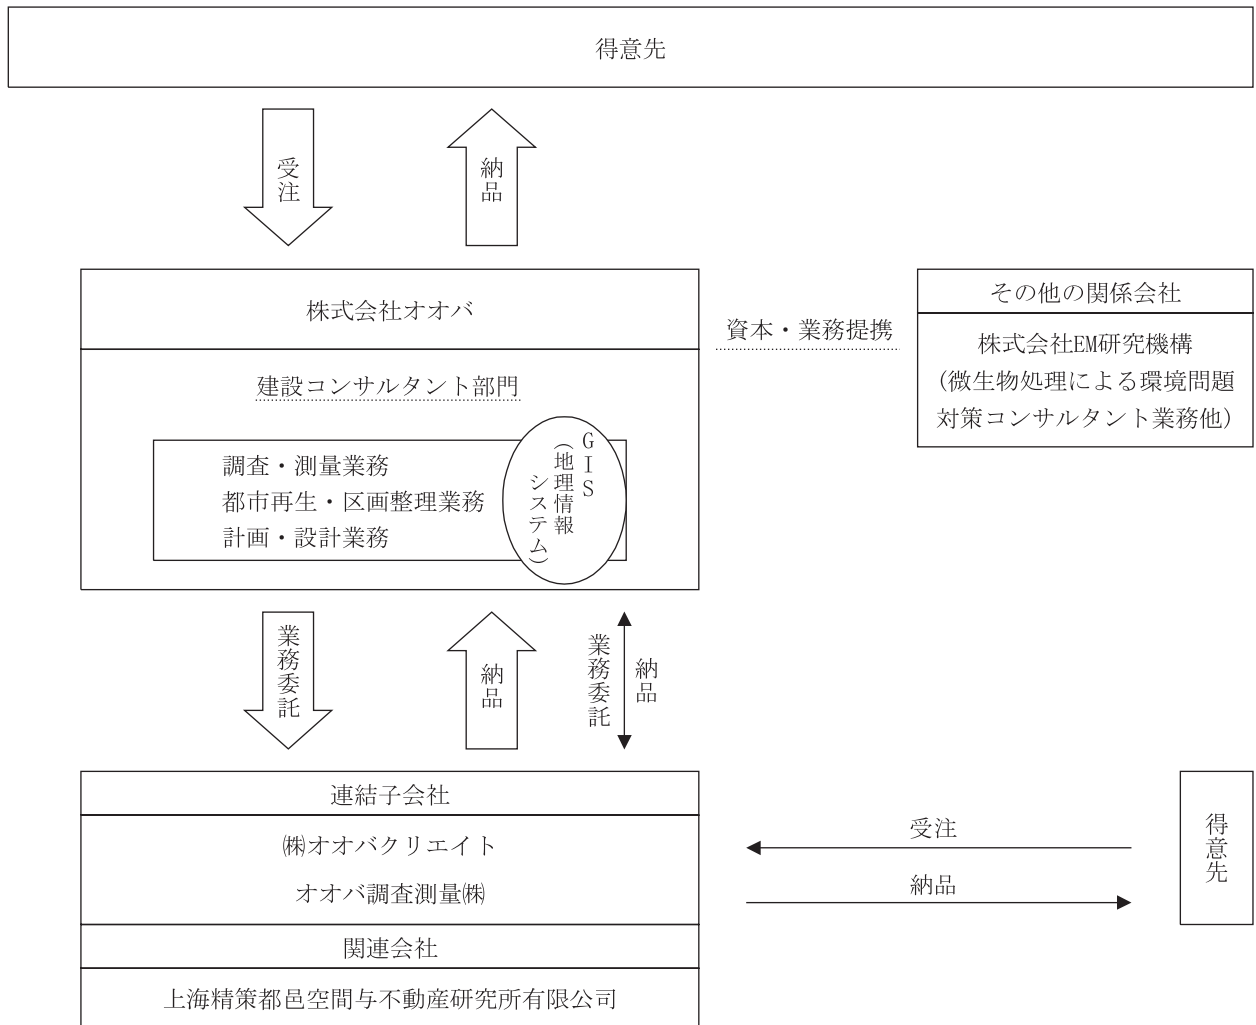 得意先
受注
納品
株式会社オオバ
建設コンサルタント部門
調査・測量業務
都市再生・区画整理業務
計画・設計業務
GIS
(地理情報
システム)
資本・業務提携
その他の関係会社
株式会社EM研究機構
(微生物処理による環境問題
対策コンサルタント業務他)
業務委託
納品
業務委託
納品
連結子会社
㈱オオバクリエイト
オオバ調査測量㈱
関連会社
上海精策都邑空間与不動産研究所有限公司
受注
納品
得意先